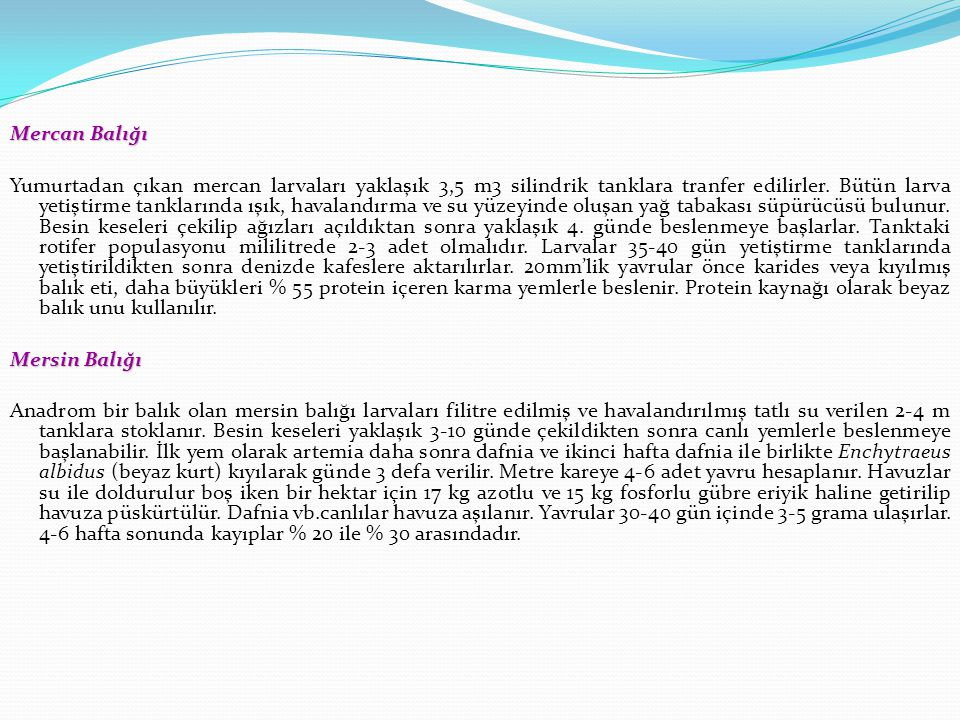 Mercan Balığı
Yumurtadan çıkan mercan larvaları yaklaşık 3,5 m3 silindrik tanklara tranfer edilirler. Bütün larva
yetiştirme tanklarında ışık, havalandırma ve su yüzeyinde oluşan yağ tabakası süpürücüsü bulunur.
Besin keseleri çekilip ağızları açıldıktan sonra yaklaşık 4. günde beslenmeye başlarlar. Tanktaki
rotifer populasyonu mililitrede 2-3 adet olmalıdır. Larvalar 35-40 gün yetiştirme tanklarında
yetiştirildikten sonra denizde kafeslere aktarılırlar. 20mm’lik yavrular önce karides veya kıyılmış
balık eti, daha büyükleri % 55 protein içeren karma yemlerle beslenir. Protein kaynağı olarak beyaz
balık unu kullanılır.
Mersin Balığı
Anadrom bir balık olan mersin balığı larvaları filitre edilmiş ve havalandırılmış tatlı su verilen 2-4 m
tanklara stoklanır. Besin keseleri yaklaşık 3-10 günde çekildikten sonra canlı yemlerle beslenmeye
başlanabilir. İlk yem olarak artemia daha sonra dafnia ve ikinci hafta dafnia ile birlikte Enchytraeus
albidus (beyaz kurt) kıyılarak günde 3 defa verilir. Metre kareye 4-6 adet yavru hesaplanır. Havuzlar
su ile doldurulur boş iken bir hektar için 17 kg azotlu ve 15 kg fosforlu gübre eriyik haline getirilip
havuza püskürtülür. Dafnia vb.canlılar havuza aşılanır. Yavrular 30-40 gün içinde 3-5 grama ulaşırlar.
4-6 hafta sonunda kayıplar % 20 ile % 30 arasındadır.